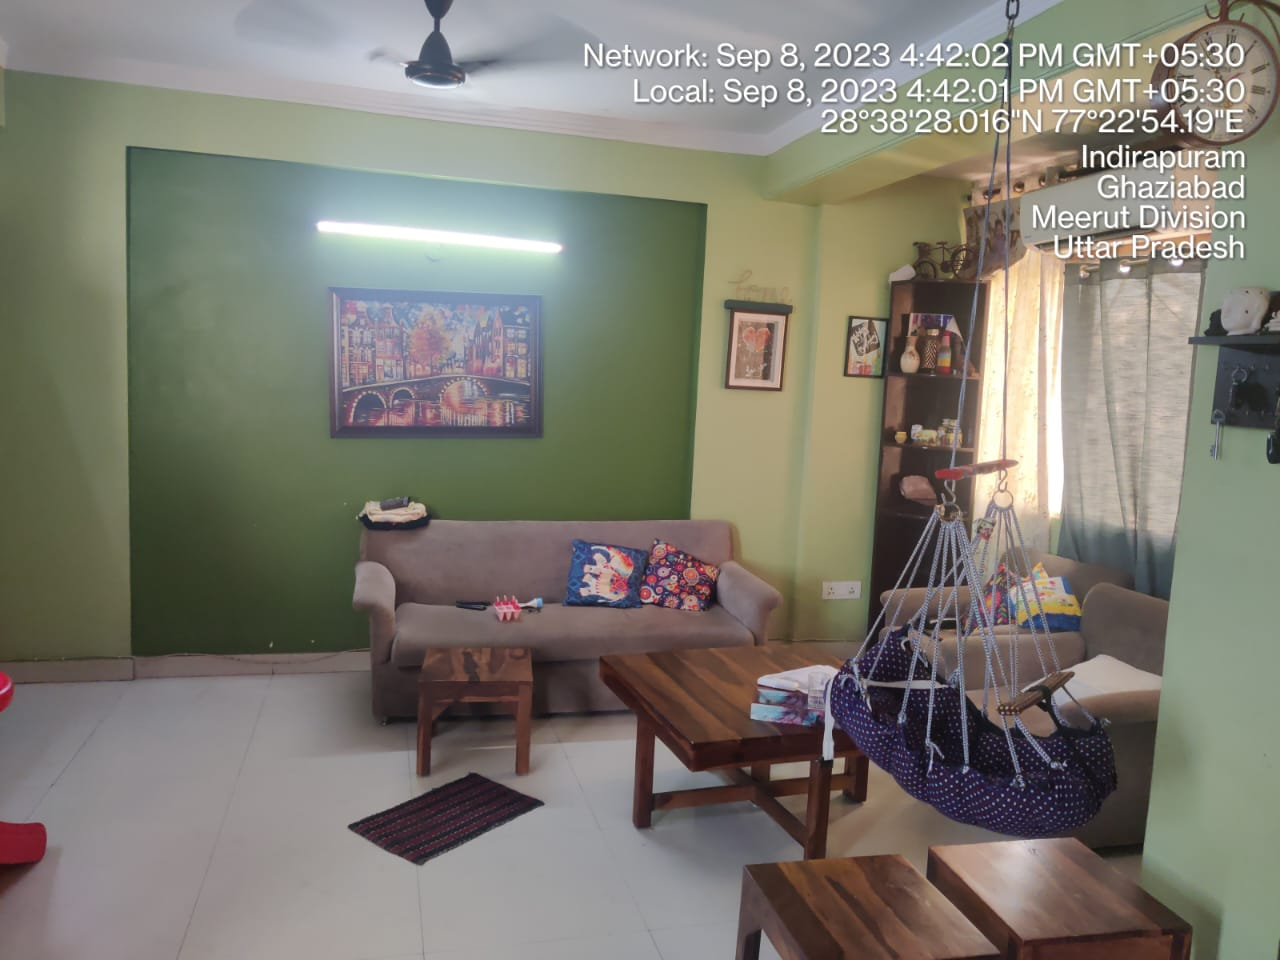 Network: Sep 8, 2023 4:42:02 PM GMT+05:30
Local: Sep 8, 2023 4:42:01 PM GMT+05:30
28°38'28.016"N 77°22'54.19"E
Indirapuram
Ghaziabad
Meerut Division
Uttar Pradesh
home